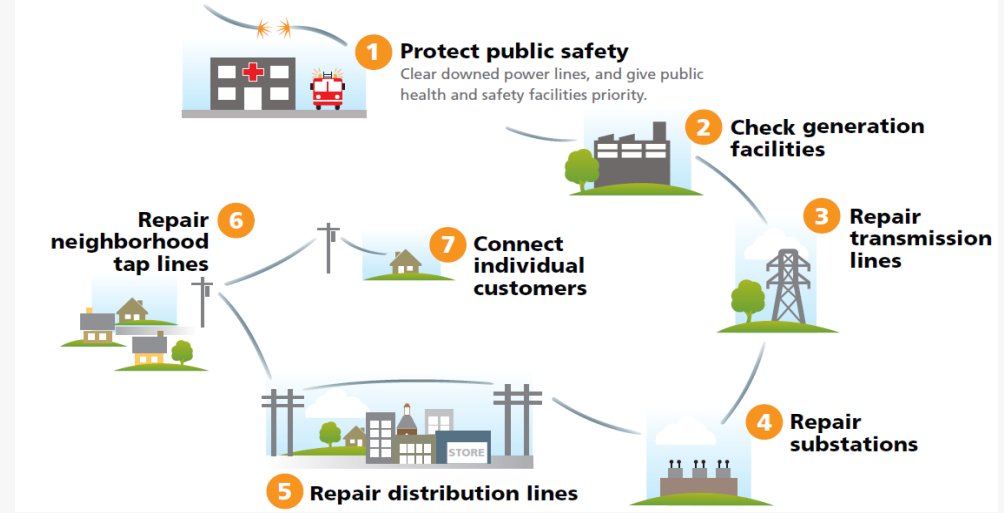 1
Protect public safety
Clear downed power lines, and give public
health and safety facilities priority.
2
Check generation
facilities
3
Repair
transmission
lines
4
Repair
substations
5
Repair distribution lines
STORE
6
Repair
neighborhood
tap lines
7
Connect
individual
customers